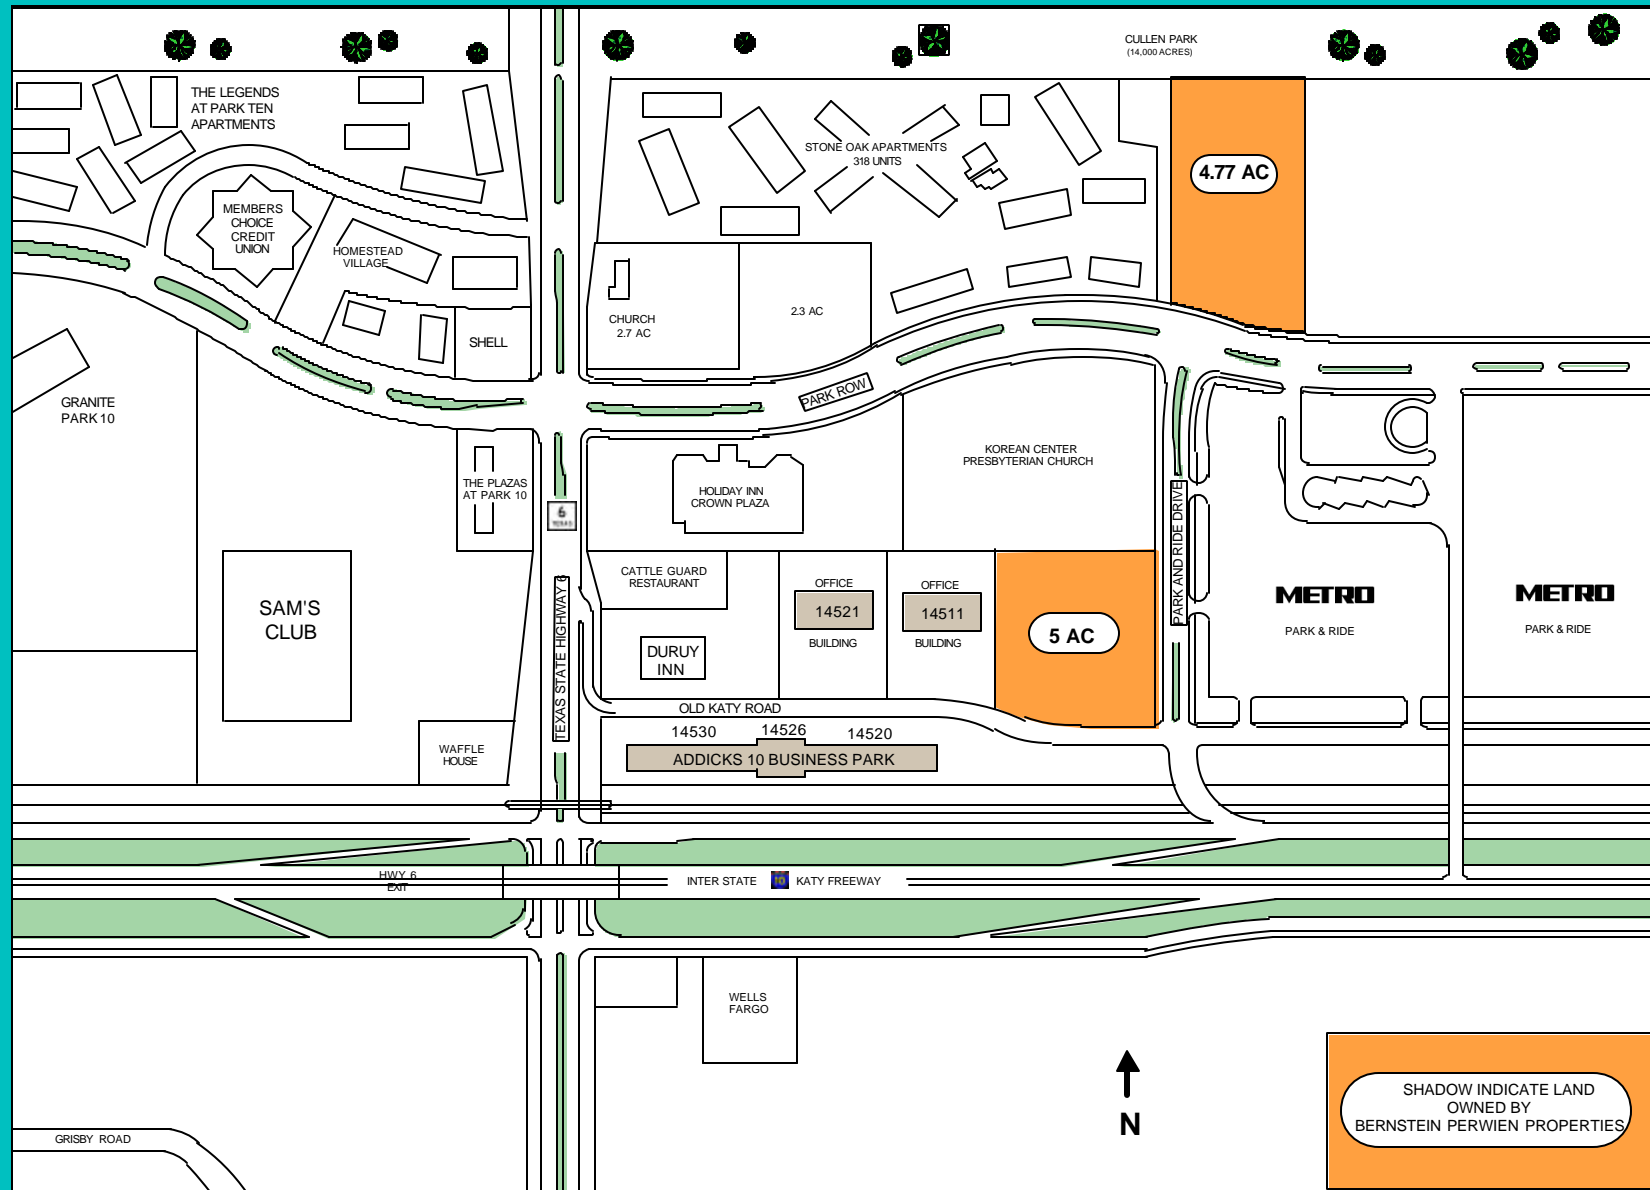 CULLEN PARK
(14,000 ACRES)
THE LEGENDS
AT PARK TEN
APARTMENTS
STONE OAK APARTMENTS
318 UNITS
4.77 AC
MEMBERS
CHOICE
CREDIT
UNION
HOMESTEAD
VILLAGE
CHURCH
2.7 AC
2.3 AC
SHELL
PARK ROW
GRANITE
PARK 10
KOREAN CENTER
PRESBYTERIAN CHURCH
THE PLAZAS
AT PARK 10
HOLIDAY INN
CROWN PLAZA
6
TEXAS
PARK AND RIDE DRIVE
CATTLE GUARD
RESTAURANT
OFFICE
14521
BUILDING
OFFICE
14511
BUILDING
5 AC
METRO
PARK & RIDE
METRO
PARK & RIDE
SAM'S
CLUB
TEXAS STATE HIGHWAY 6
DURUY
INN
OLD KATY ROAD
14530
14526
14520
ADDICKS 10 BUSINESS PARK
WAFFLE
HOUSE
HWY 6
EXIT
INTER STATE 10 KATY FREEWAY
WELLS
FARGO
N
GRISBY ROAD
SHADOW INDICATE LAND
OWNED BY
BERNSTEIN PERWIEN PROPERTIES